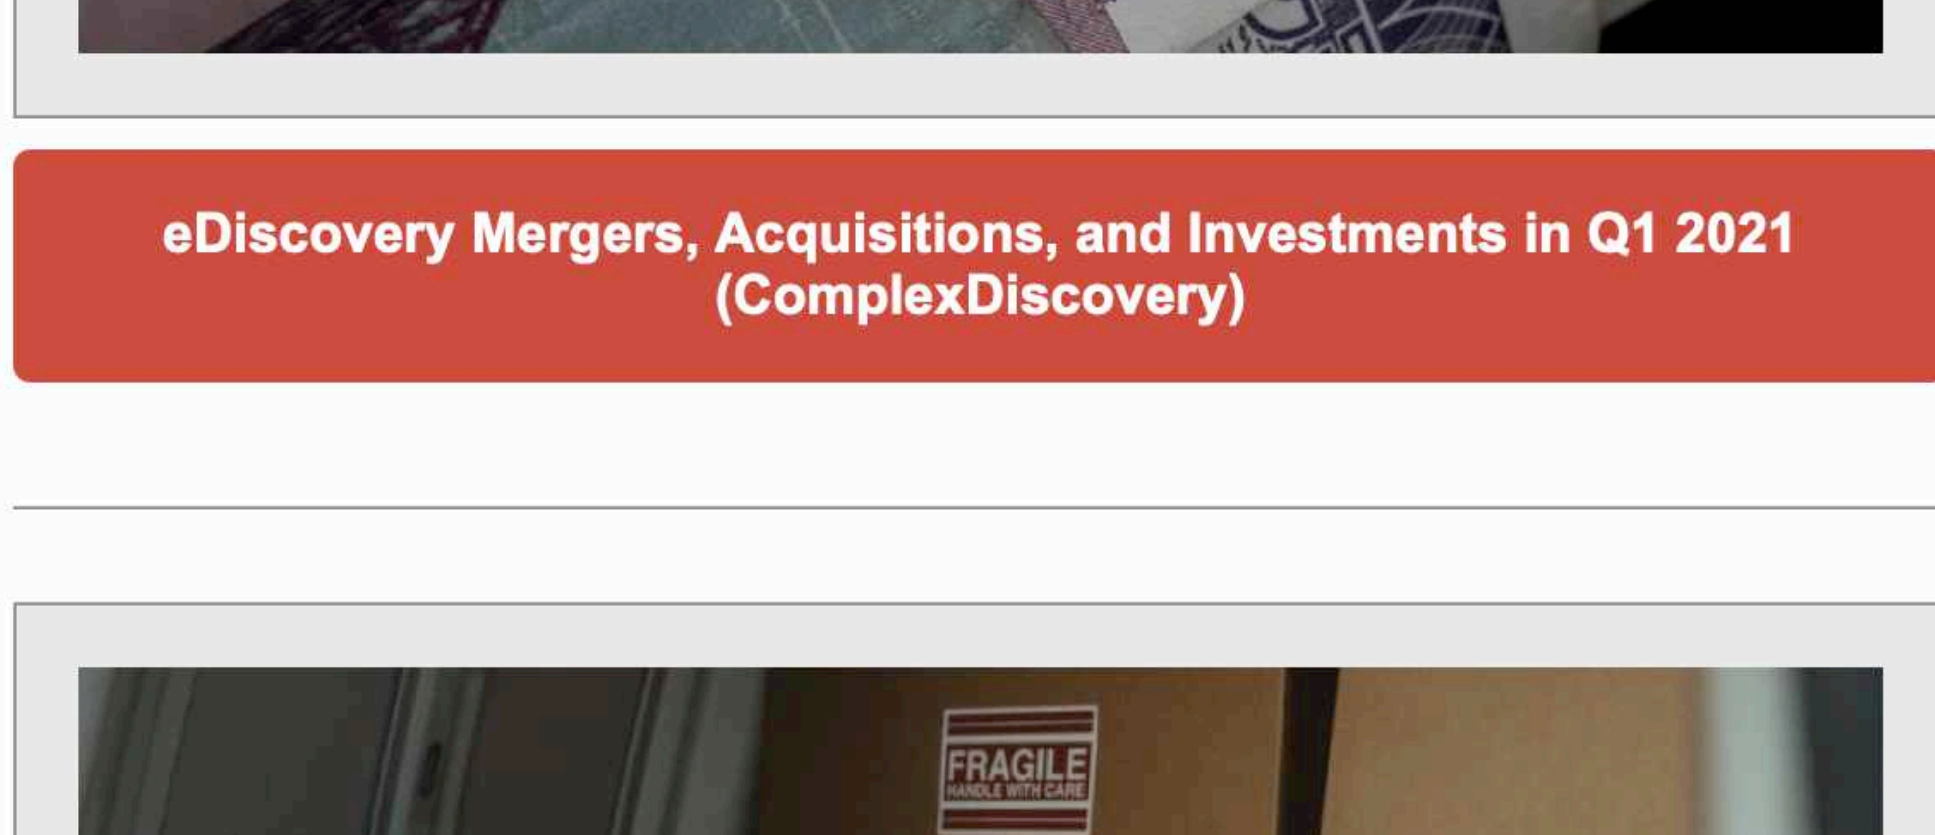 eDiscovery Mergers, Acquisitions, and Investments in Q1 2021
(ComplexDiscovery)
FRAGILE
HANDLE WITH CARE